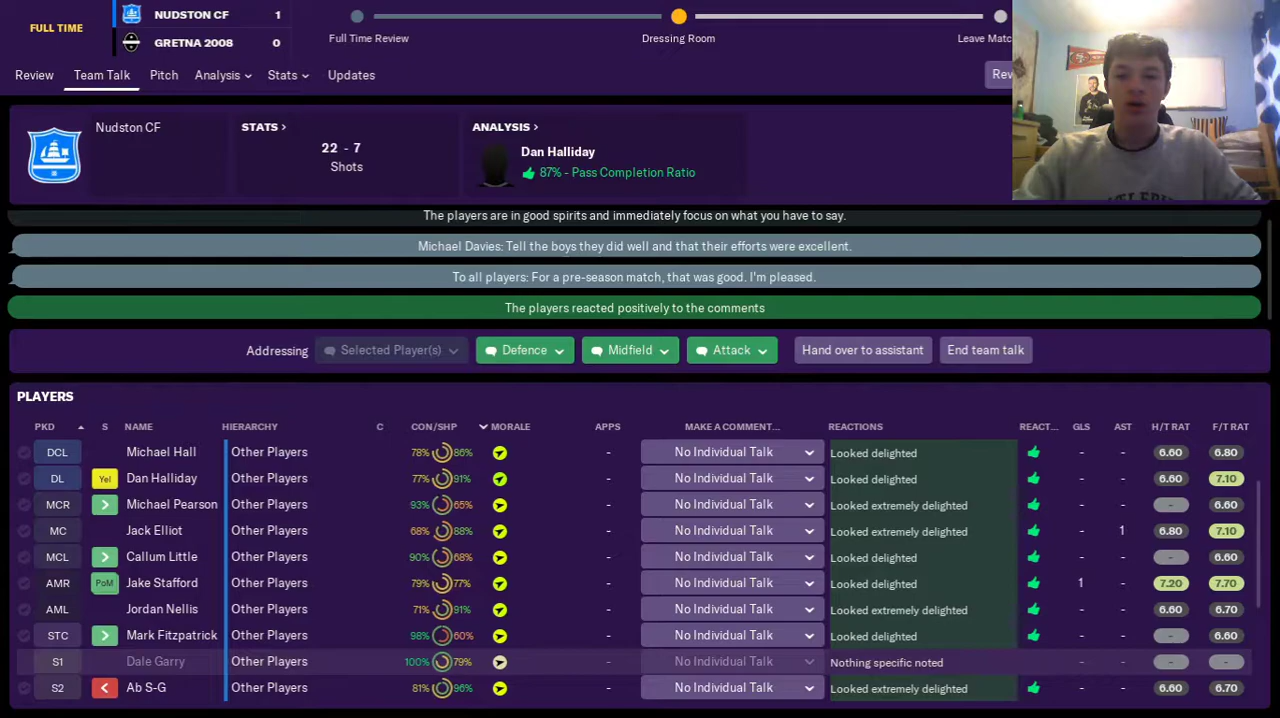 FULL TIME
NUDSTON CF 1
GRETNA 2008 0
Full Time Review
Dressing Room
Leave Matc
Review Team Talk Pitch Analysis Stats Updates
Rev
Nudston CF
STATS >
22 - 7
Shots
ANALYSIS >
Dan Halliday
87% - Pass Completion Ratio
The players are in good spirits and immediately focus on what you have to say.
Michael Davies: Tell the boys they did well and that their efforts were excellent.
To all players: For a pre-season match, that was good. I'm pleased.
The players reacted positively to the comments
Addressing Selected Player(s) Defence Midfield Attack Hand over to assistant End team talk
PLAYERS
PKD S NAME HIERARCHY C CON/SHP MORALE APPS MAKE A COMMENT... REACTIONS REACT... GLS AST H/T RAT F/T RAT
DCL Michael Hall Other Players 78% 86% - No Individual Talk Looked delighted - - 6.60 6.80
DL Yel Dan Halliday Other Players 77% 91% - No Individual Talk Looked delighted - - 6.60 7.10
MCR Michael Pearson Other Players 93% 65% - No Individual Talk Looked extremely delighted - - - 6.60
MC Jack Elliot Other Players 68% 88% - No Individual Talk Looked delighted - 1 6.80 7.10
MCL Callum Little Other Players 90% 68% - No Individual Talk Looked delighted - - - 6.60
AMR PoM Jake Stafford Other Players 79% 77% - No Individual Talk Looked delighted 1 - 7.20 7.70
AML Jordan Nellis Other Players 71% 91% - No Individual Talk Looked extremely delighted - - 6.60 6.70
STC Mark Fitzpatrick Other Players 98% 60% - No Individual Talk Looked delighted - - - 6.60
S1 Dale Garry Other Players 100% 79% - No Individual Talk Nothing specific noted - - - -
S2 Ab S-G Other Players 81% 96% - No Individual Talk Looked extremely delighted - - 6.60 6.70